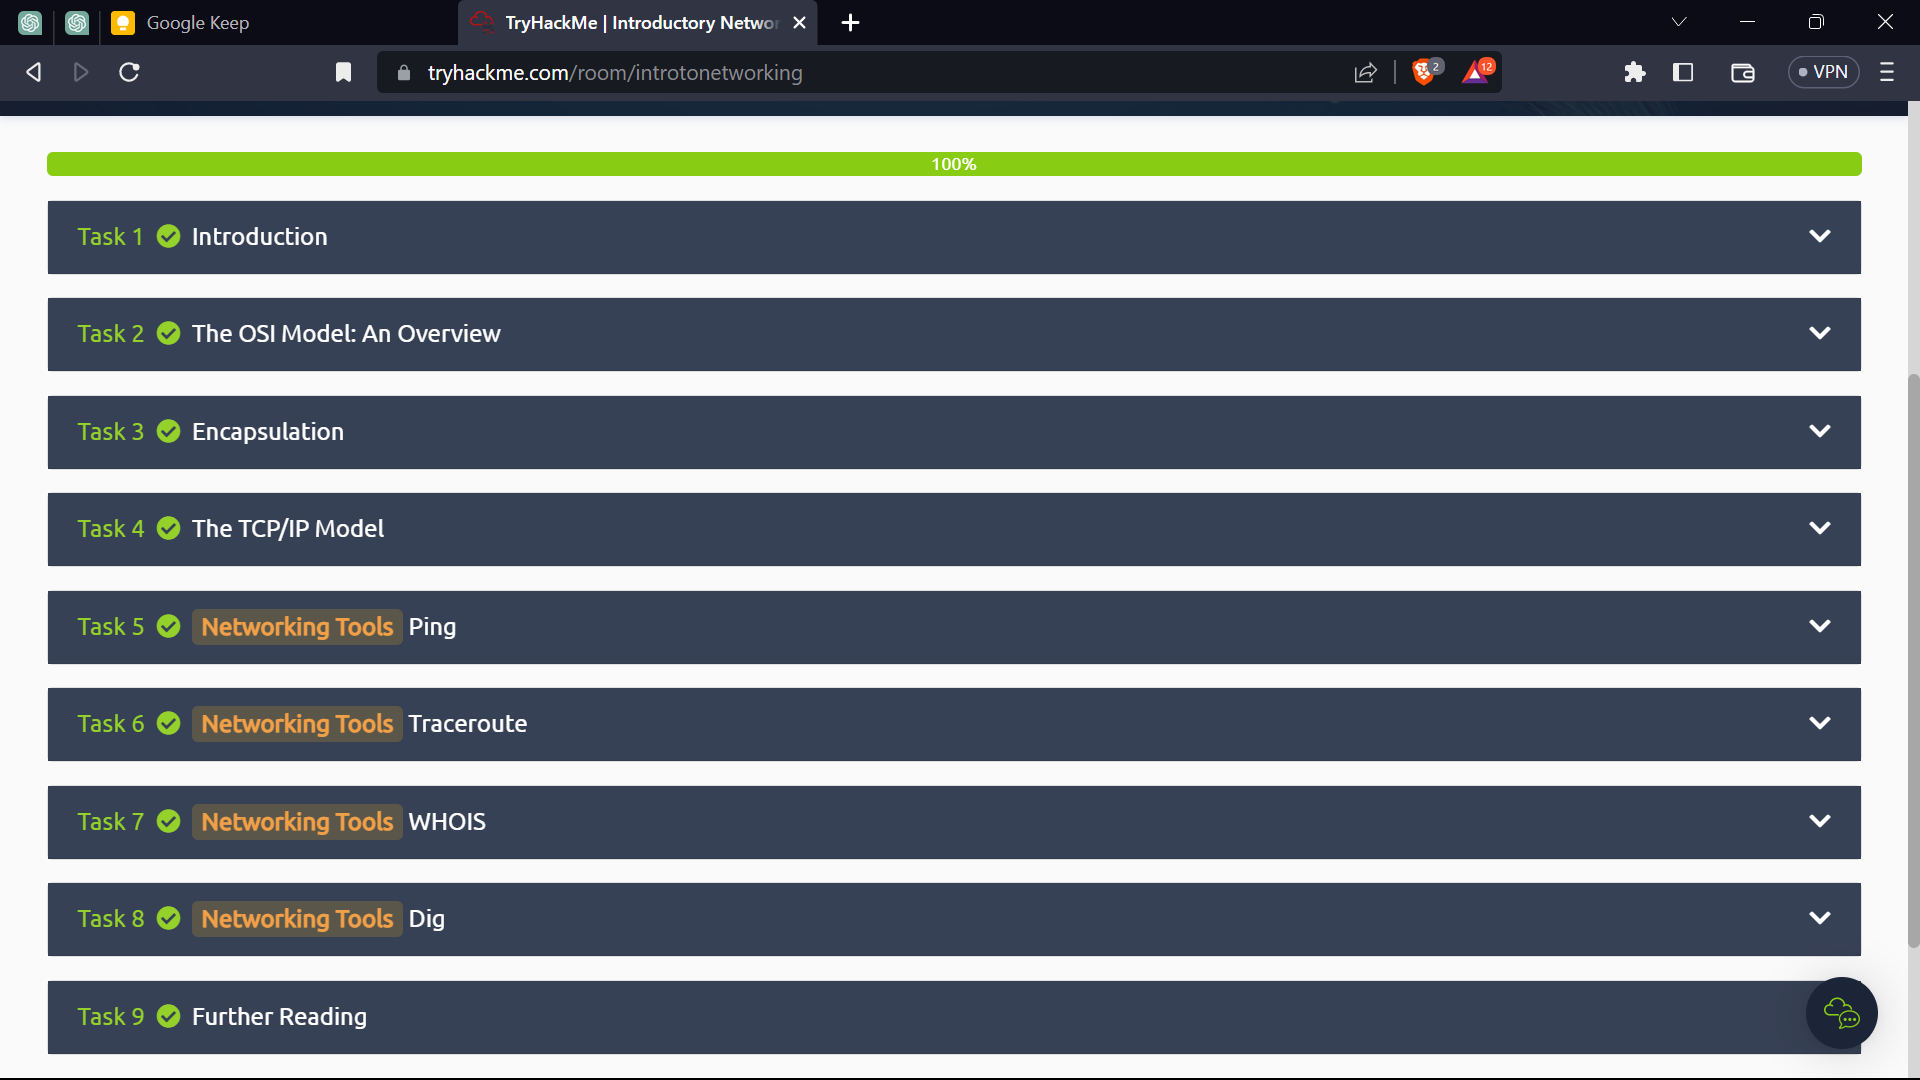 Google Keep
TryHackMe | Introductory Netwo
tryhackme.com/room/introtonetworking
2
12
VPN
100%
Task 1 Introduction
Task 2 The OSI Model: An Overview
Task 3 Encapsulation
Task 4 The TCP/IP Model
Task 5 Networking Tools Ping
Task 6 Networking Tools Traceroute
Task 7 Networking Tools WHOIS
Task 8 Networking Tools Dig
Task 9 Further Reading